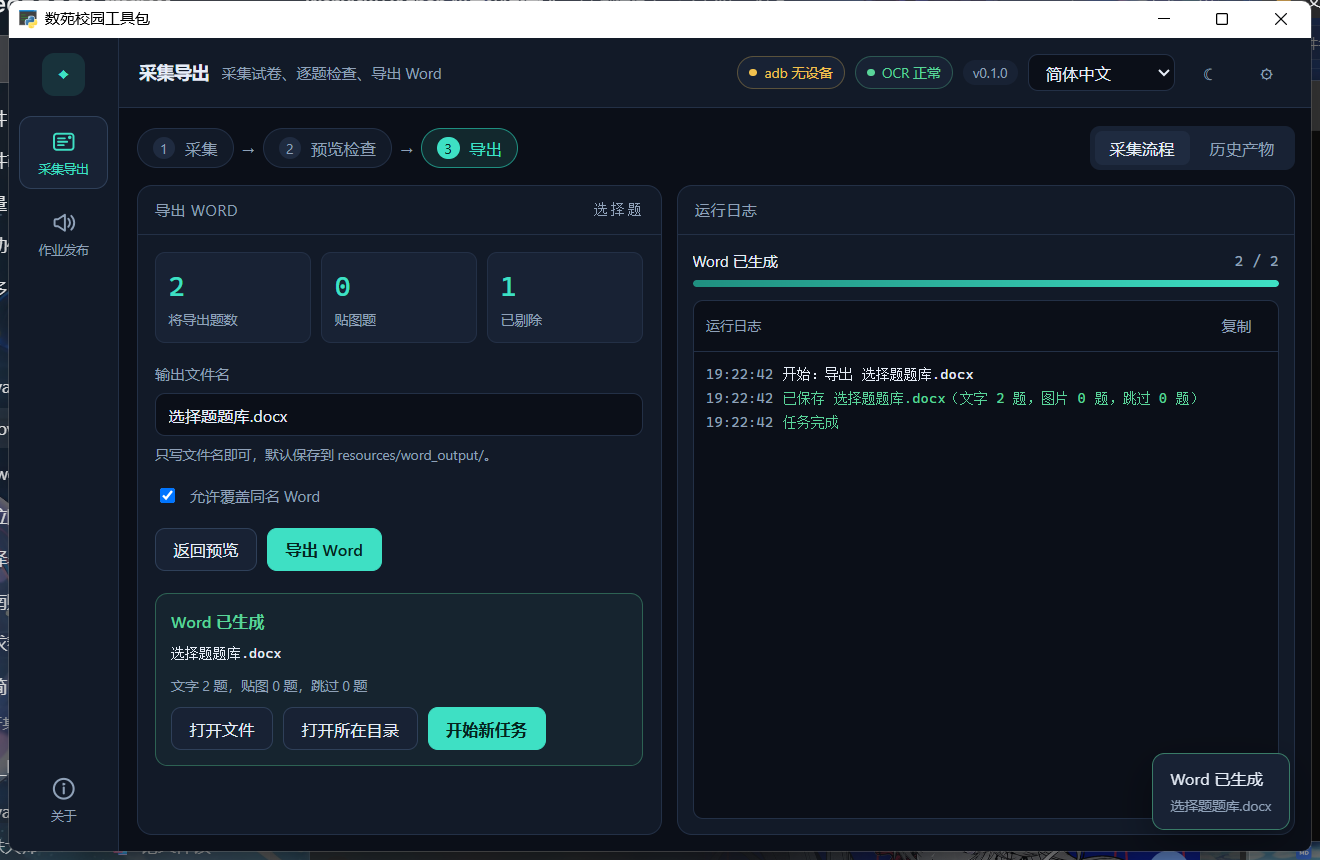 数苑校园工具包
采集导出 采集试卷、逐题检查、导出 Word
adb 无设备 OCR 正常 v0.1.0 简体中文
采集导出
作业发布
关于
1 采集 → 2 预览检查 → 3 导出
采集流程 历史产物
导出 WORD 选择题
2 0 1
将导出题数 贴图题 已剔除
输出文件名
选择题题库.docx
只写文件名即可，默认保存到 resources/word_output/。
允许覆盖同名 Word
返回预览 导出 Word
Word 已生成
选择题题库.docx
文字 2 题，贴图 0 题，跳过 0 题
打开文件 打开所在目录 开始新任务
运行日志
Word 已生成 2 / 2
运行日志 复制
19:22:42 开始：导出 选择题题库.docx
19:22:42 已保存 选择题题库.docx（文字 2 题，图片 0 题，跳过 0 题）
19:22:42 任务完成
Word 已生成
选择题题库.docx